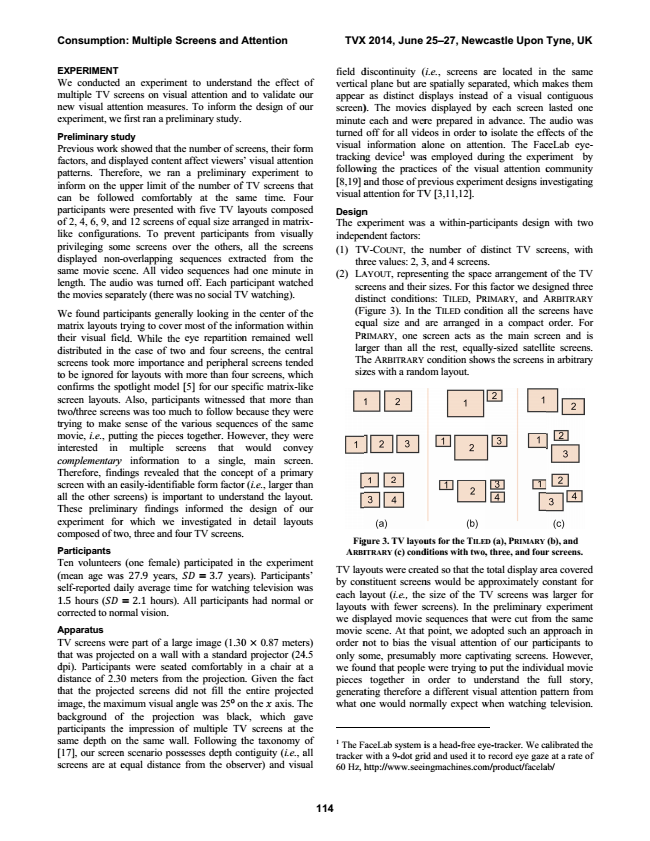 Consumption: Multiple Screens and Attention
TVX 2014, June 25–27, Newcastle Upon Tyne, UK
EXPERIMENT
We conducted an experiment to understand the effect of
multiple TV screens on visual attention and to validate our
new visual attention measures. To inform the design of our
experiment, we first ran a preliminary study.
Preliminary study
Previous work showed that the number of screens, their form
factors, and displayed content affect viewers’ visual attention
patterns. Therefore, we ran a preliminary experiment to
inform on the upper limit of the number of TV screens that
can be followed comfortably at the same time. Four
participants were presented with five TV layouts composed
of 2, 4, 6, 9, and 12 screens of equal size arranged in matrix-
like configurations. To prevent participants from visually
privileging some screens over the others, all the screens
displayed non-overlapping sequences extracted from the
same movie scene. All video sequences had one minute in
length. The audio was turned off. Each participant watched
the movies separately (there was no social TV watching).
We found participants generally looking in the center of the
matrix layouts trying to cover most of the information within
their visual field. While the eye repartition remained well
distributed in the case of two and four screens, the central
screens took more importance and peripheral screens tended
to be ignored for layouts with more than four screens, which
confirms the spotlight model [5] for our specific matrix-like
screen layouts. Also, participants witnessed that more than
two/three screens was too much to follow because they were
trying to make sense of the various sequences of the same
movie, i.e., putting the pieces together. However, they were
interested in multiple screens that would convey
complementary information to a single, main screen.
Therefore, findings revealed that the concept of a primary
screen with an easily-identifiable form factor (i.e., larger than
all the other screens) is important to understand the layout.
These preliminary findings informed the design of our
experiment for which we investigated in detail layouts
composed of two, three and four TV screens.
Participants
Ten volunteers (one female) participated in the experiment
(mean age was 27.9 years, SD = 3.7 years). Participants’
self-reported daily average time for watching television was
1.5 hours (SD = 2.1 hours). All participants had normal or
corrected to normal vision.
Apparatus
TV screens were part of a large image (1.30 × 0.87 meters)
that was projected on a wall with a standard projector (24.5
dpi). Participants were seated comfortably in a chair at a
distance of 2.30 meters from the projection. Given the fact
that the projected screens did not fill the entire projected
image, the maximum visual angle was 25º on the x axis. The
background of the projection was black, which gave
participants the impression of multiple TV screens at the
same depth on the same wall. Following the taxonomy of
[17], our screen scenario possesses depth contiguity (i.e., all
screens are at equal distance from the observer) and visual
field discontinuity (i.e., screens are located in the same
vertical plane but are spatially separated, which makes them
appear as distinct displays instead of a visual contiguous
screen). The movies displayed by each screen lasted one
minute each and were prepared in advance. The audio was
turned off for all videos in order to isolate the effects of the
visual information alone on attention. The FaceLab eye-
tracking device1 was employed during the experiment by
following the practices of the visual attention community
[8,19] and those of previous experiment designs investigating
visual attention for TV [3,11,12].
Design
The experiment was a within-participants design with two
independent factors:
(1) TV-COUNT, the number of distinct TV screens, with
three values: 2, 3, and 4 screens.
(2) LAYOUT, representing the space arrangement of the TV
screens and their sizes. For this factor we designed three
distinct conditions: TILED, PRIMARY, and ARBITRARY
(Figure 3). In the TILED condition all the screens have
equal size and are arranged in a compact order. For
PRIMARY, one screen acts as the main screen and is
larger than all the rest, equally-sized satellite screens.
The ARBITRARY condition shows the screens in arbitrary
sizes with a random layout.
1 2 1 2 1 2
1 2 3 1 2 3 1 2 3
1 2 3 4 1 2 3 4 1 2 3 4
(a) (b) (c)
Figure 3. TV layouts for the TILED (a), PRIMARY (b), and
ARBITRARY (c) conditions with two, three, and four screens.
TV layouts were created so that the total display area covered
by constituent screens would be approximately constant for
each layout (i.e., the size of the TV screens was larger for
layouts with fewer screens). In the preliminary experiment
we displayed movie sequences that were cut from the same
movie scene. At that point, we adopted such an approach in
order not to bias the visual attention of our participants to
only some, presumably more captivating screens. However,
we found that people were trying to put the individual movie
pieces together in order to understand the full story,
generating therefore a different visual attention pattern from
what one would normally expect when watching television.
1 The FaceLab system is a head-free eye-tracker. We calibrated the
tracker with a 9-dot grid and used it to record eye gaze at a rate of
60 Hz, http://www.seeingmachines.com/product/facelab/
114